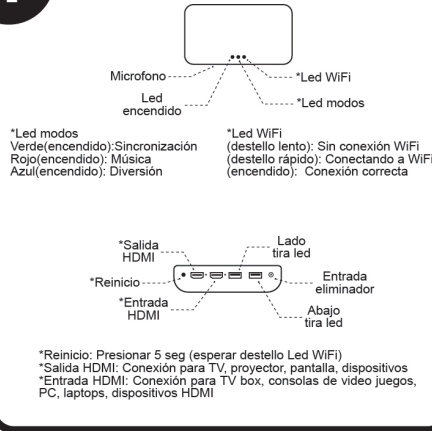 Microfono
*Led WiFi
Led
encendido
*Led modos
*Led modos
Verde(encendido):Sincronización
Rojo(encendido): Música
Azul(encendido): Diversión
*Led WiFi
(destello lento): Sin conexión WiFi
(destello rápido): Conectando a WiFi
(encendido): Conexión correcta
*Salida
HDMI
Lado
tira led
*Reinicio
Entrada
eliminador
*Entrada
HDMI
Abajo
tira led
*Reinicio: Presionar 5 seg (esperar destello Led WiFi)
*Salida HDMI: Conexión para TV, proyector, pantalla, dispositivos
*Entrada HDMI: Conexión para TV box, consolas de video juegos,
PC, laptops, dispositivos HDMI